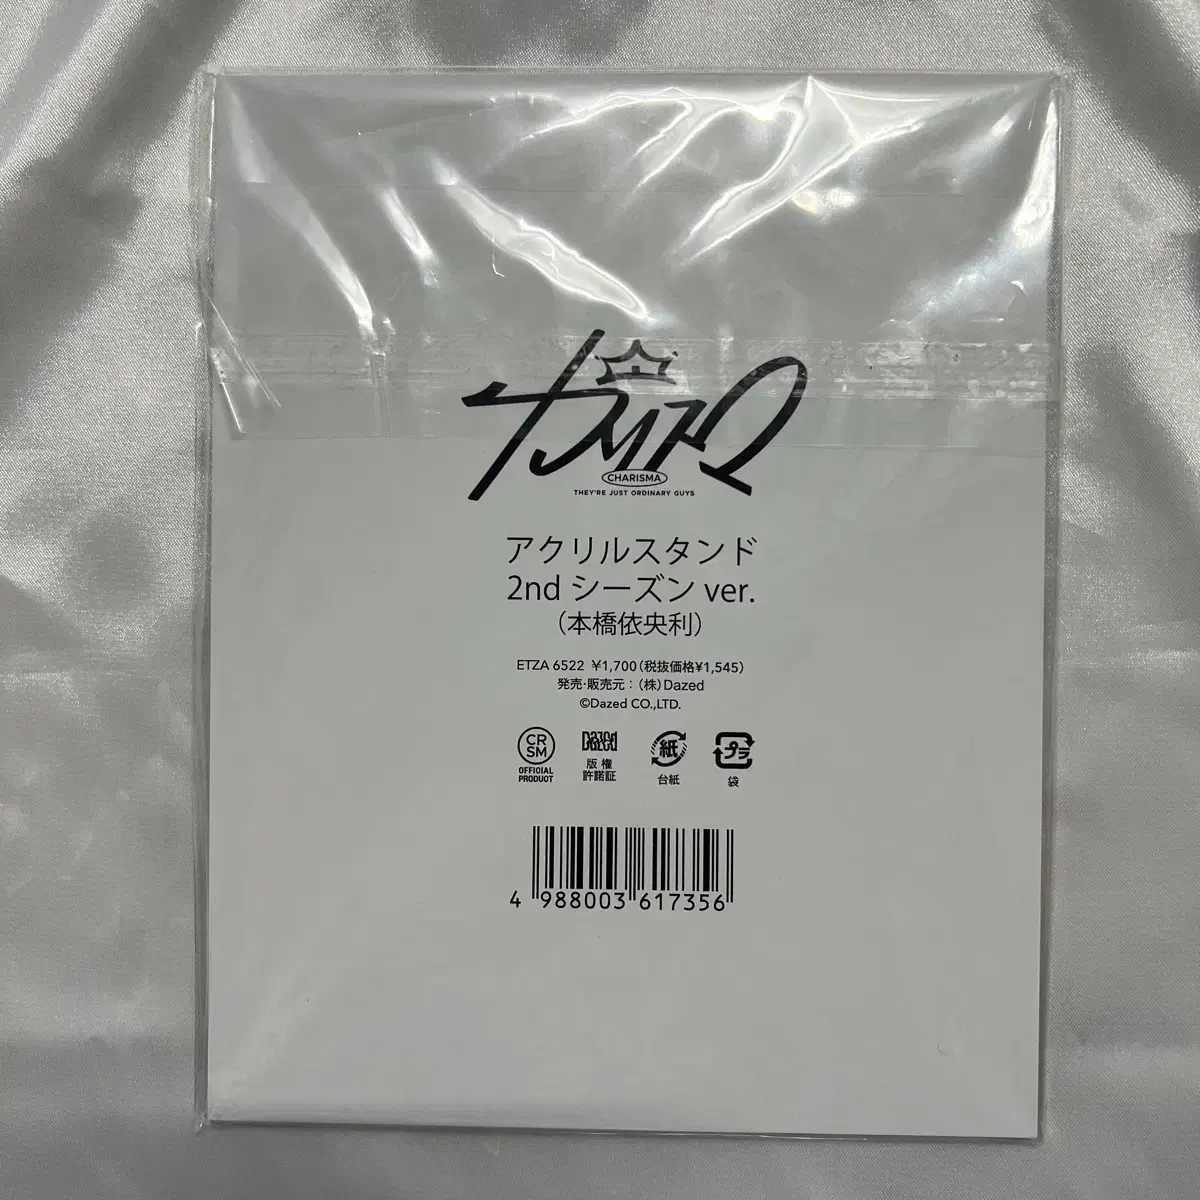 カリスマ
CHARISMA
THEY'RE JUST ORDINARY GUYS
アクリルスタンド
2nd シーズン ver.
（本橋依央利）
ETZA 6522 ¥1,700（税抜価格¥1,545）
発売・販売元：（株）Dazed
©Dazed CO.,LTD.
CR
SM
OFFICIAL
PRODUCT
Dazed
版権
許諾証
紙
台紙
プラ
袋
4 988003 617356